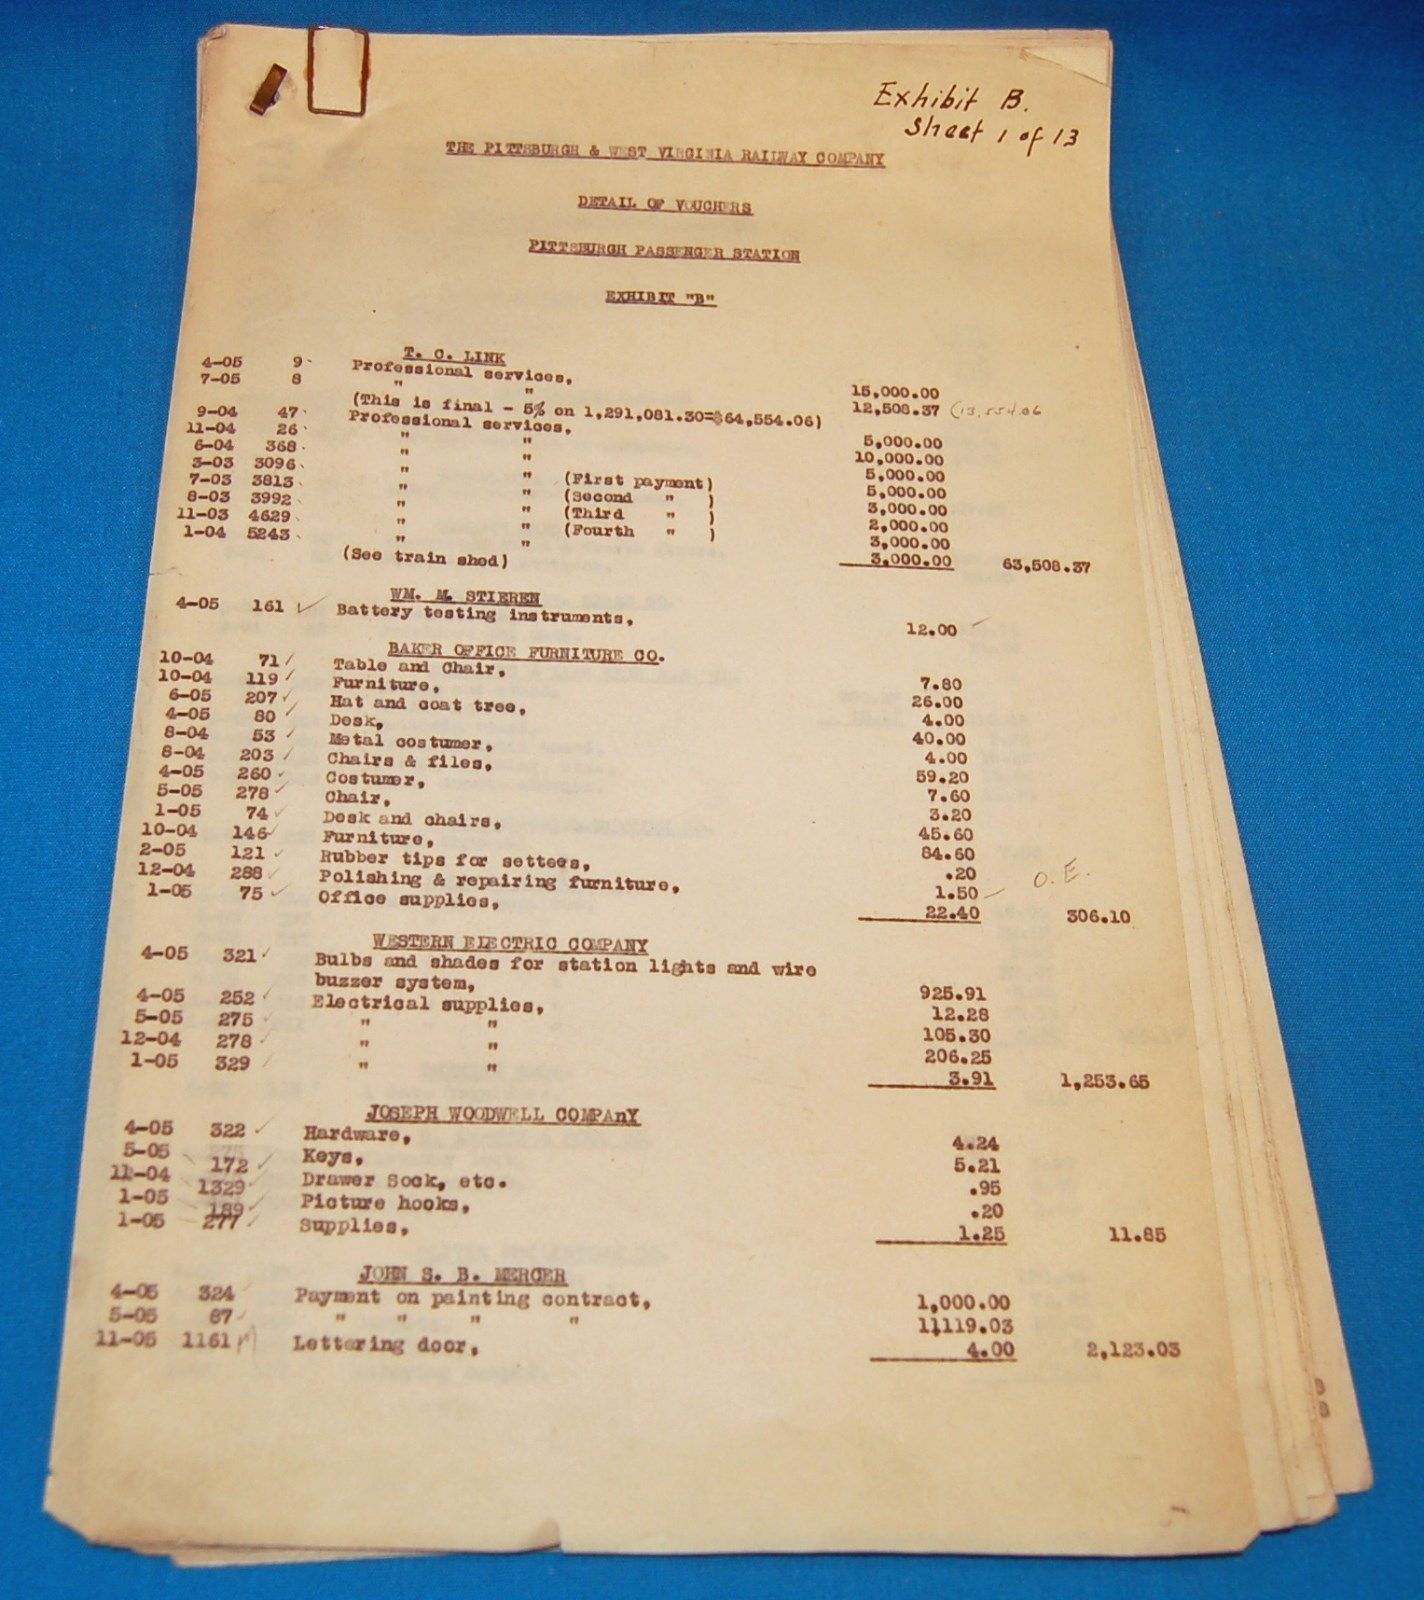 Exhibit B.
Sheet 1 of 13
THE PITTSBURGH & WEST VIRGINIA RAILWAY COMPANY
DETAIL OF VOUCHERS
PITTSBURGH PASSENGER STATION
EXHIBIT "B"
T. C. LINK
4-05 9 Professional services, 15,000.00
7-05 8 " " 12,508.37 (13,554.06
(This is final - 5% on 1,291,081.30=$64,554.06)
9-04 47 Professional services, 5,000.00
11-04 26 " " 10,000.00
6-04 368 " " 5,000.00
3-03 3096 " " (First payment) 5,000.00
7-03 3813 " " (Second " ) 3,000.00
8-03 3992 " " (Third " ) 2,000.00
11-03 4629 " " (Fourth " ) 3,000.00
1-04 5243 " " 3,000.00 63,508.37
(See train shed)
WM. M. STIEREN
4-05 161 Battery testing instruments, 12.00
BAKER OFFICE FURNITURE CO.
10-04 71 Table and Chair, 7.80
10-04 119 Furniture, 26.00
6-05 207 Hat and coat tree, 4.00
4-05 80 Desk, 40.00
8-04 53 Metal costumer, 4.00
8-04 203 Chairs & files, 59.20
4-05 260 Costumer, 7.60
5-05 278 Chair, 3.20
1-05 74 Desk and chairs, 45.60
10-04 146 Furniture, 84.60
2-05 121 Rubber tips for settees, .20
12-04 288 Polishing & repairing furniture, 1.50 O.E.
1-05 75 Office supplies, 22.40 306.10
WESTERN ELECTRIC COMPANY
4-05 321 Bulbs and shades for station lights and wire
buzzer system, 925.91
4-05 252 Electrical supplies, 12.28
5-05 275 " " 105.30
12-04 278 " " 206.25
1-05 329 " " 3.91 1,253.65
JOSEPH WOODWELL COMPAnY
4-05 322 Hardware, 4.24
5-05 172 Keys, 5.21
11-04 1329 Drawer Sock, etc. .95
1-05 189 Picture hooks, .20
1-05 277 Supplies, 1.25 11.85
JOHN S. B. MERCER
4-05 324 Payment on painting contract, 1,000.00
5-05 67 " " " " 1,119.03
11-05 1161 Lettering door, 4.00 2,123.03